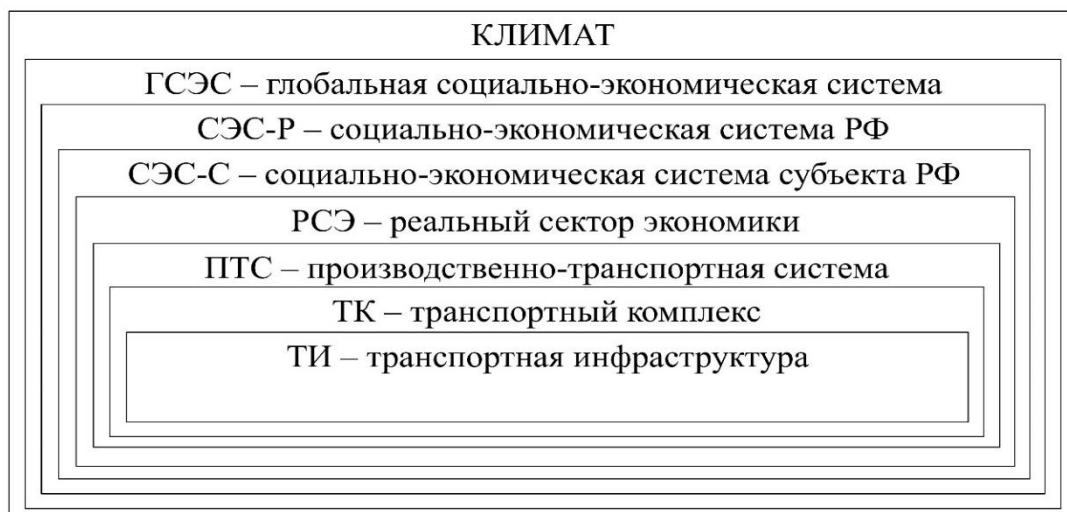 КЛИМАТ
ГСЭС – глобальная социально-экономическая система
СЭС-Р – социально-экономическая система РФ
СЭС-С – социально-экономическая система субъекта РФ
РСЭ – реальный сектор экономики
ПТС – производственно-транспортная система
ТК – транспортный комплекс
ТИ – транспортная инфраструктура